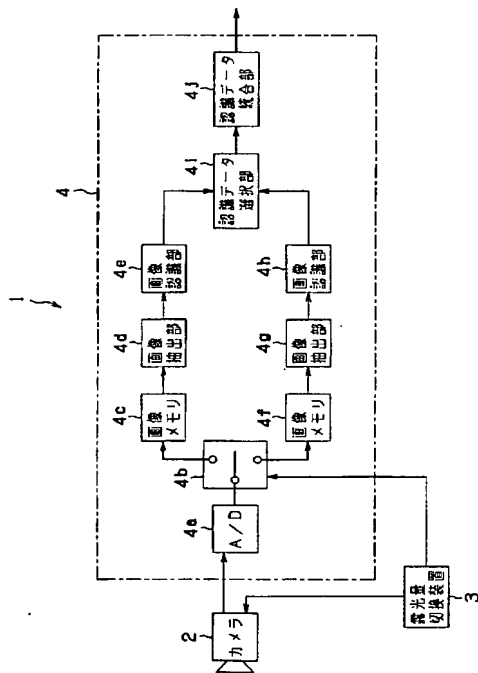 1
4
4e
画像
認識部
4d
画像
抽出部
4c
画像
メモリ
4b
4a
A/D
2
カメラ
4i
認識データ
選択部
4j
認識データ
統合部
4h
画像
認識部
4g
画像
抽出部
4f
画像
メモリ
露光量
切換装置
3